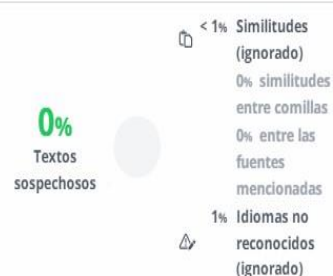 0%
Textos
sospechosos
< 1% Similitudes
(ignorado)
0% similitudes
entre comillas
0% entre las
fuentes
mencionadas
1% Idiomas no
reconocidos
(ignorado)